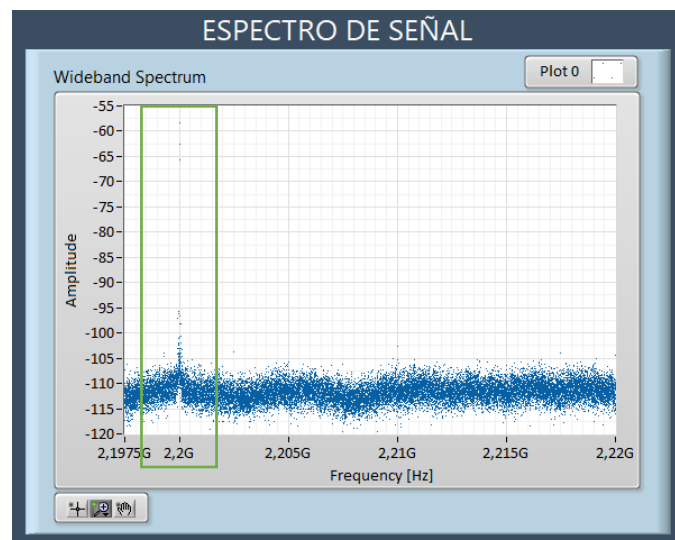 ESPECTRO DE SEÑAL
Wideband Spectrum
Plot 0
-55
-60
-65
-70
-75
-80
-85
-90
-95
-100
-105
-110
-115
-120
Amplitude
2,1975G 2,2G 2,205G 2,21G 2,215G 2,22G
Frequency [Hz]